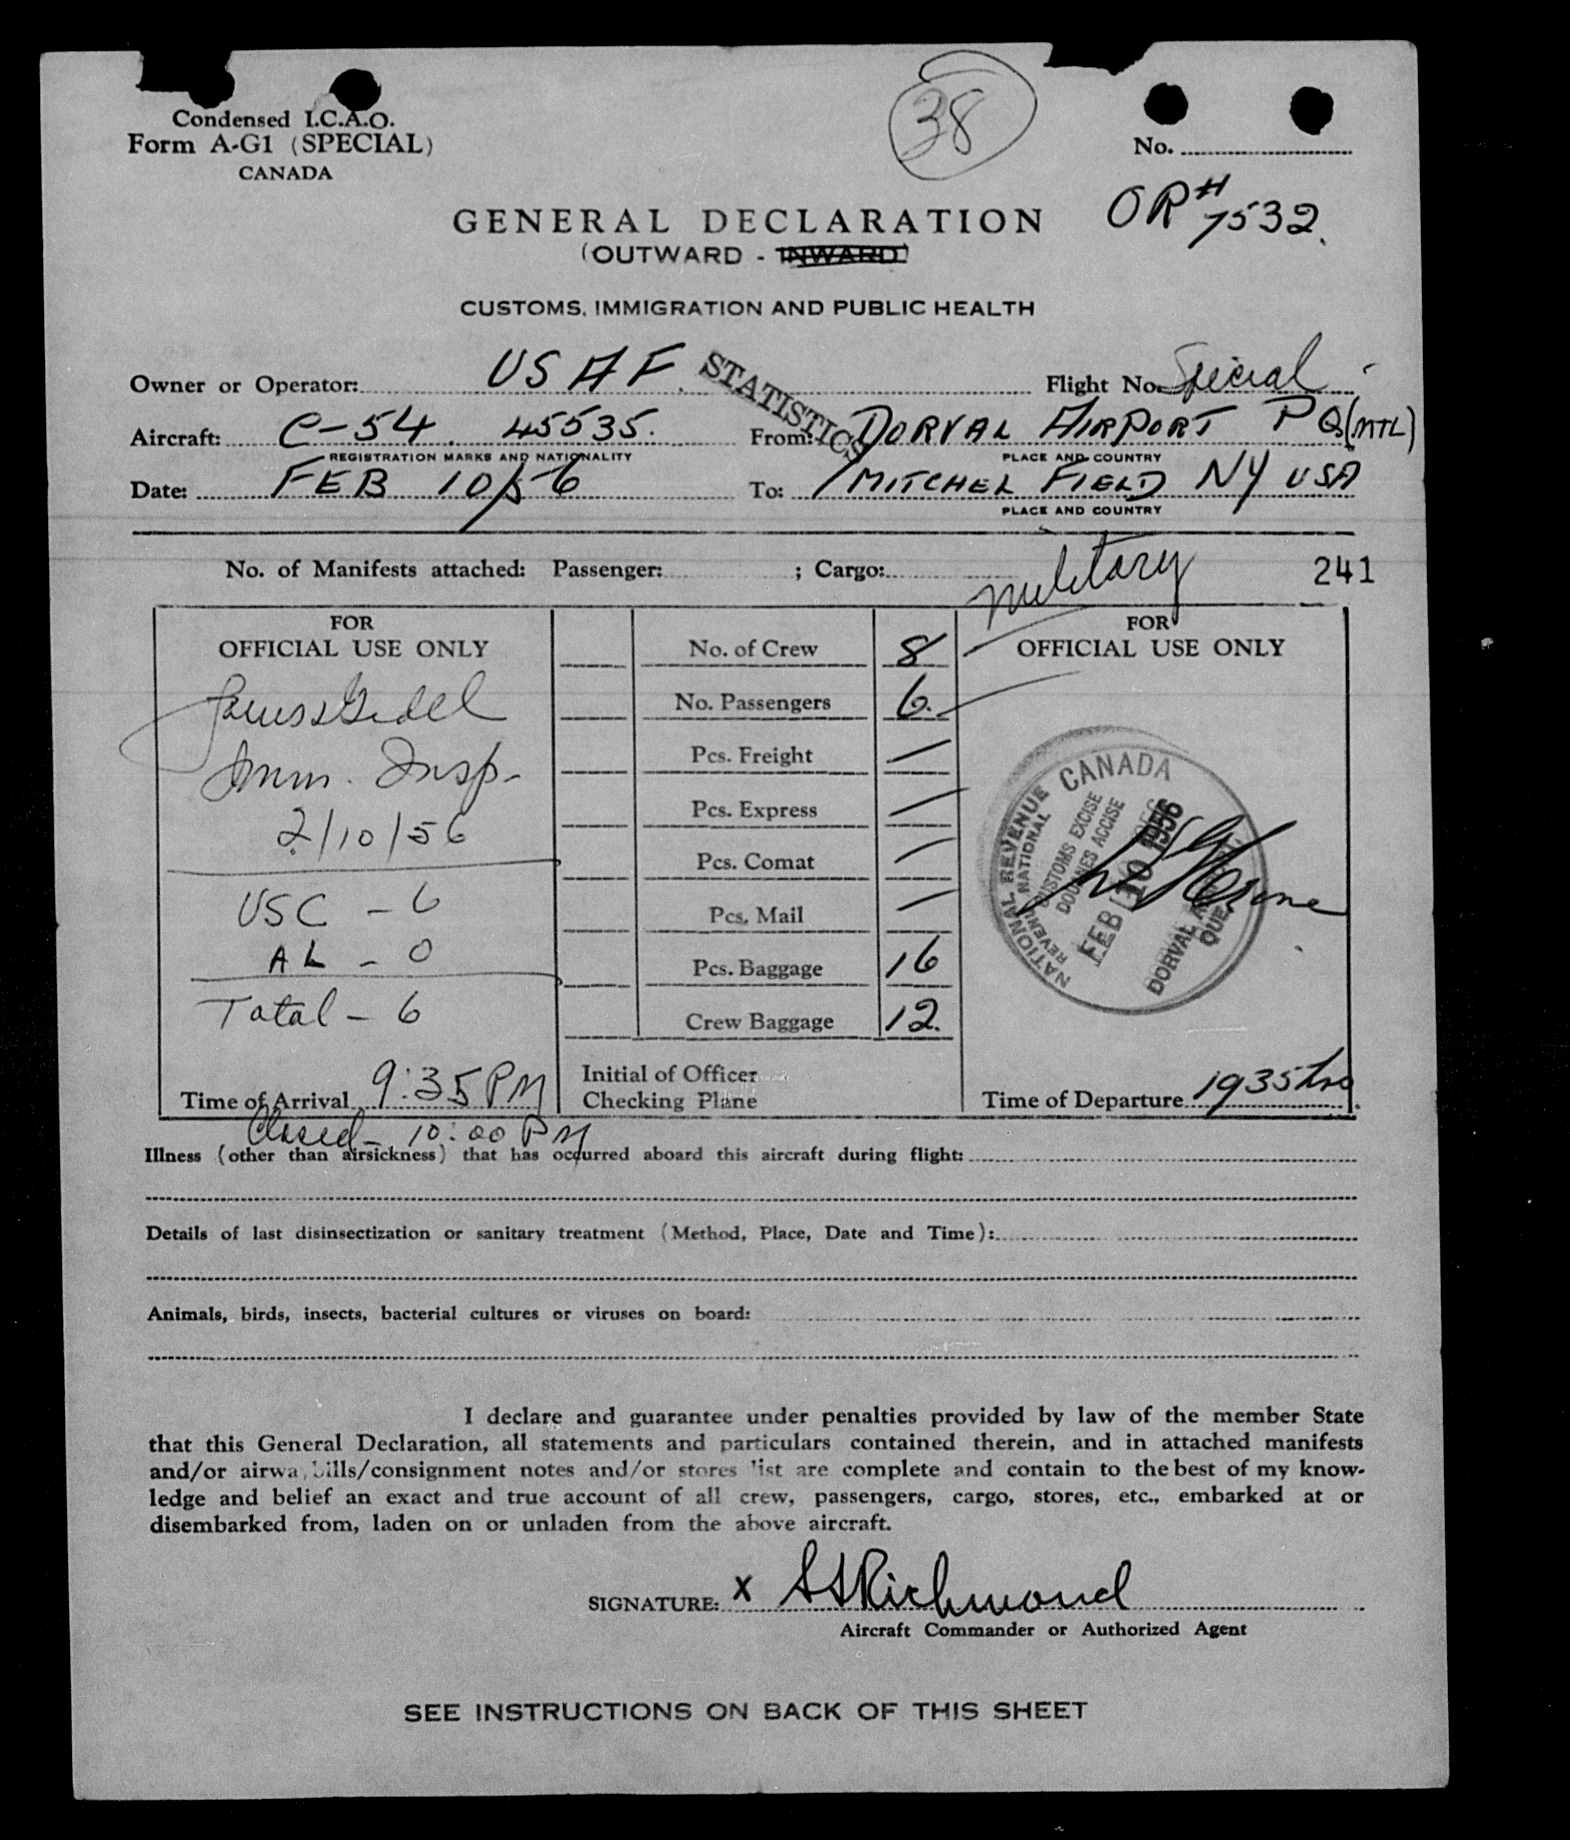 38
Condensed I.C.A.O.
Form A-G1 (SPECIAL)
CANADA
No.
OR# 7532.
GENERAL DECLARATION
(OUTWARD - INWARD)
CUSTOMS, IMMIGRATION AND PUBLIC HEALTH
Owner or Operator: USAF. Flight No. Special
STATISTICS
Aircraft: C-54. 45535. From: DORVAL AIRPORT PQ (MTL)
REGISTRATION MARKS AND NATIONALITY PLACE AND COUNTRY
Date: FEB 10/56 To: MITCHEL FIELD NY USA
PLACE AND COUNTRY
No. of Manifests attached: Passenger: ; Cargo: military 241
FOR
OFFICIAL USE ONLY
Imm. Insp.
2/10/56
USC - 6
AL - 0
Total - 6
Time of Arrival 9:35 PM
Closed - 10:00 PM
No. of Crew 8
No. Passengers 6.
Pcs. Freight /
Pcs. Express /
Pcs. Comat /
Pcs. Mail /
Pcs. Baggage 16
Crew Baggage 12.
Initial of Officer
Checking Plane
FOR
OFFICIAL USE ONLY
CANADA
NATIONAL REVENUE
REVENU NATIONAL
CUSTOMS EXCISE
DOUANES ACCISE
FEB 10 1956
DORVAL AIRPORT,
QUE.
Time of Departure 1935 hrs.
Illness (other than airsickness) that has occurred aboard this aircraft during flight:
Details of last disinsectization or sanitary treatment (Method, Place, Date and Time):
Animals, birds, insects, bacterial cultures or viruses on board:
I declare and guarantee under penalties provided by law of the member State
that this General Declaration, all statements and particulars contained therein, and in attached manifests
and/or airway bills/consignment notes and/or stores list are complete and contain to the best of my know-
ledge and belief an exact and true account of all crew, passengers, cargo, stores, etc., embarked at or
disembarked from, laden on or unladen from the above aircraft.
SIGNATURE: X SS Richmond
Aircraft Commander or Authorized Agent
SEE INSTRUCTIONS ON BACK OF THIS SHEET